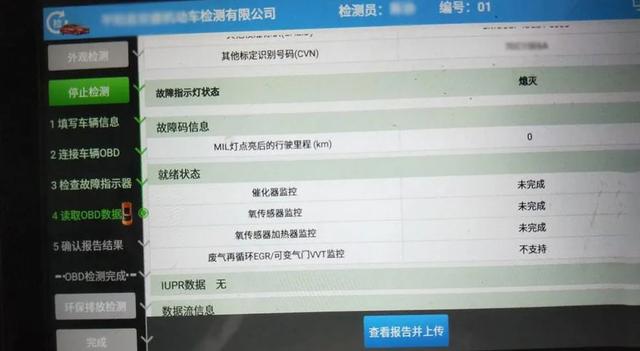 机动车检测有限公司
检测员:
编号: 01
外观检测
其他标定识别号码(CVN)
停止检测
故障指示灯状态
熄灭
1 填写车辆信息
故障码信息
MIL灯点亮后的行驶里程 (km)
0
2 连接车辆OBD
就绪状态
3 检查故障指示器
催化器监控
未完成
4 读取OBD数据
氧传感器监控
未完成
氧传感器加热器监控
未完成
5 确认报告结果
废气再循环EGR/可变气门VVT监控
不支持
OBD检测完成
IUPR数据 无
环保排放检测
数据流信息
查看报告并上传
完成